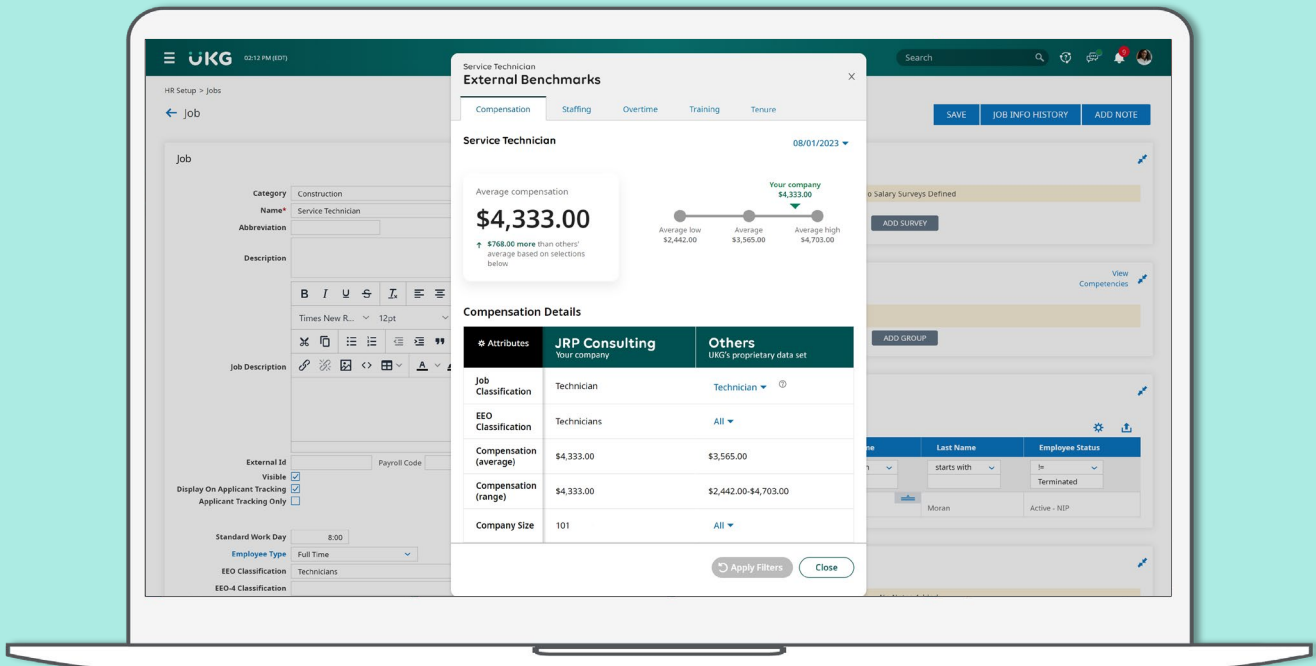 UKG 02:12 PM (EDT)
Search
9
HR Setup > Jobs
Job
SAVE
JOB INFO HISTORY
ADD NOTE
Job
Category Construction
Name* Service Technician
Abbreviation
Description
B I U S Tx
Times New R... 12pt
Job Description
A
External Id
Payroll Code
Visible
Display On Applicant Tracking
Applicant Tracking Only
Standard Work Day 8:00
Employee Type Full Time
EEO Classification Technicians
EEO-4 Classification
Service Technician
External Benchmarks
Compensation Staffing Overtime Training Tenure
Service Technician
08/01/2023
Average compensation
$4,333.00
$768.00 more than others'
average based on selections
below
Your company
$4,333.00
Average low Average Average high
$2,442.00 $3,565.00 $4,703.00
Compensation Details
Attributes JRP Consulting Others
Your company UKG's proprietary data set
Job
Classification Technician Technician
EEO
Classification Technicians All
Compensation
(average) $4,333.00 $3,565.00
Compensation
(range) $4,333.00 $2,442.00-$4,703.00
Company Size 101 All
Apply Filters Close
o Salary Surveys Defined
ADD SURVEY
View
Competencies
ADD GROUP
Last Name Employee Status
starts with !=
Terminated
Moran Active - NIP